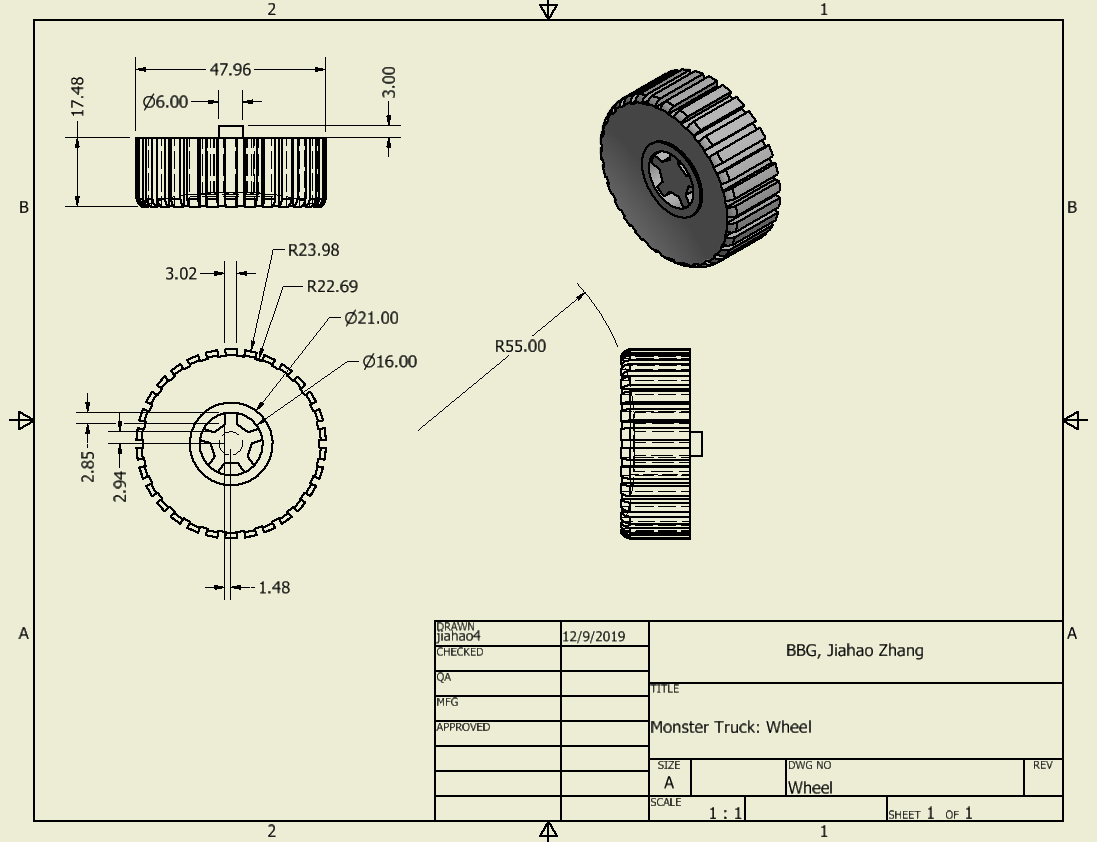 2
1
47.96
17.48
Ø6.00
3.00
B
B
R23.98
3.02
R22.69
Ø21.00
Ø16.00
R55.00
2.85
2.94
1.48
A
A
DRAWN
jiahao4
12/9/2019
CHECKED
QA
MFG
APPROVED
BBG, Jiahao Zhang
TITLE
Monster Truck: Wheel
SIZE
A
DWG NO
Wheel
REV
SCALE
1 : 1
SHEET 1 OF 1
2
1